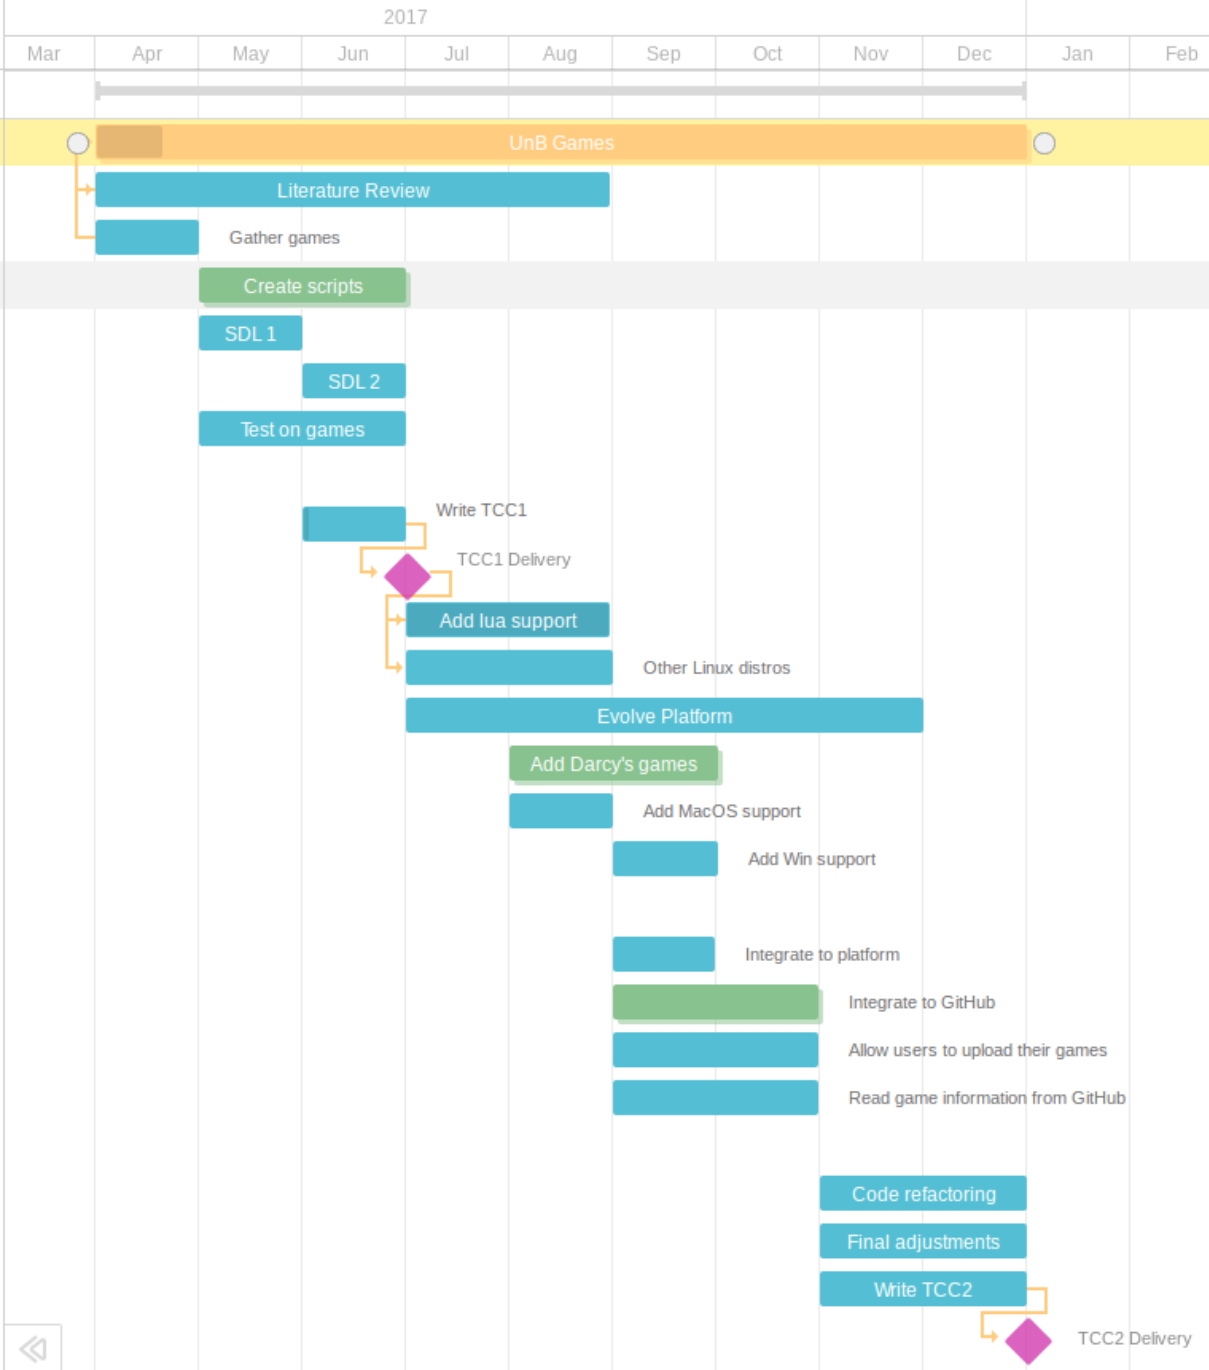 2017
Mar Apr May Jun Jul Aug Sep Oct Nov Dec Jan Feb
UnB Games
Literature Review
Gather games
Create scripts
SDL 1
SDL 2
Test on games
Write TCC1
TCC1 Delivery
Add lua support
Other Linux distros
Evolve Platform
Add Darcy's games
Add MacOS support
Add Win support
Integrate to platform
Integrate to GitHub
Allow users to upload their games
Read game information from GitHub
Code refactoring
Final adjustments
Write TCC2
TCC2 Delivery